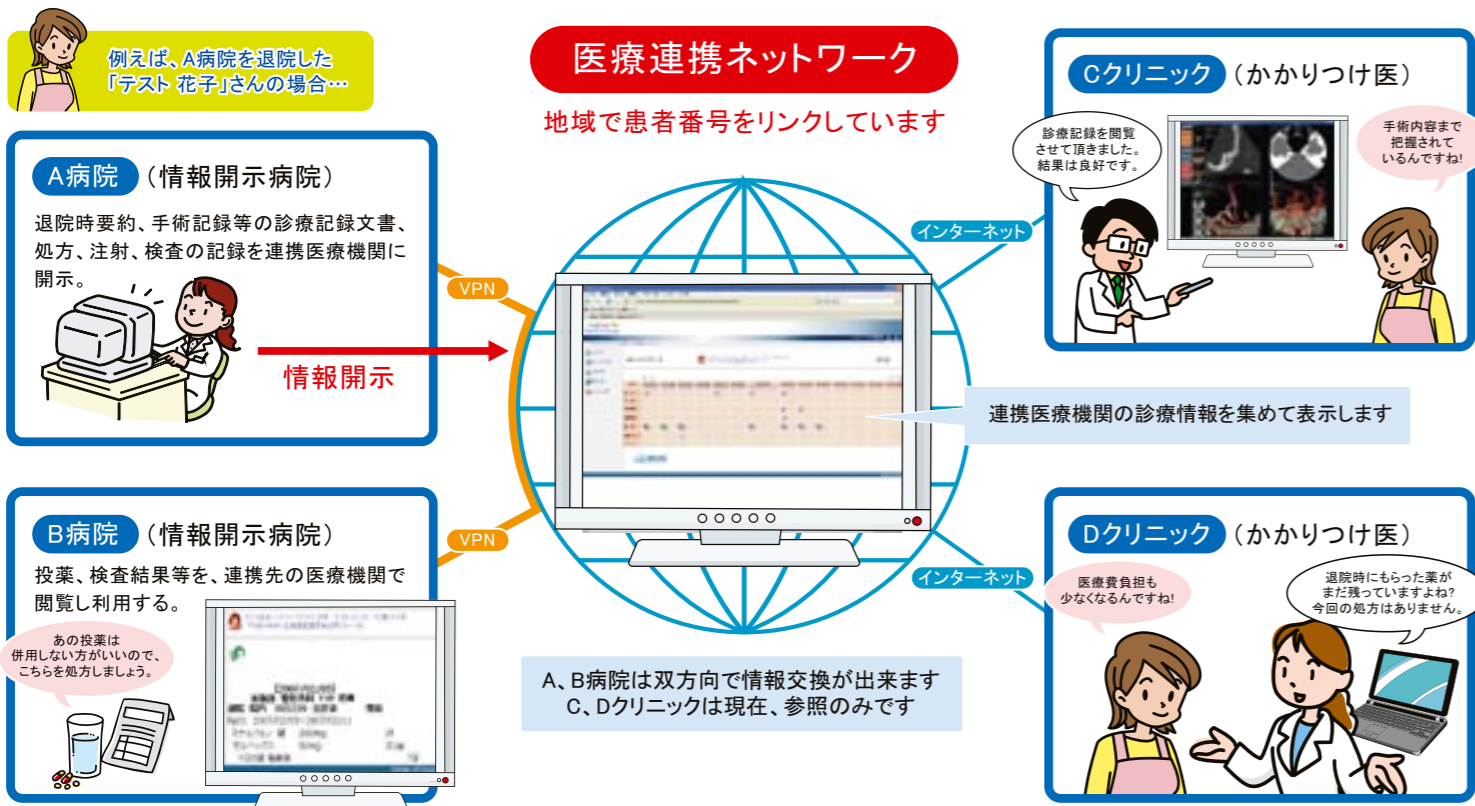 例えば、A病院を退院した
「テスト 花子」さんの場合…
医療連携ネットワーク
地域で患者番号をリンクしています
A病院 (情報開示病院)
退院時要約、手術記録等の診療記録文書、
処方、注射、検査の記録を連携医療機関に
開示。
VPN
情報開示
B病院 (情報開示病院)
投薬、検査結果等を、連携先の医療機関で
閲覧し利用する。
あの投薬は
併用しない方がいいので、
こちらを処方しましょう。
VPN
Cクリニック (かかりつけ医)
診療記録を閲覧
させて頂きました。
結果は良好です。
手術内容まで
把握されて
いるんですね!
インターネット
連携医療機関の診療情報を集めて表示します
インターネット
Dクリニック (かかりつけ医)
医療費負担も
少なくなるんですね!
退院時にもらった薬が
まだ残っていますよね?
今回の処方はありません。
A、B病院は双方向で情報交換が出来ます
C、Dクリニックは現在、参照のみです